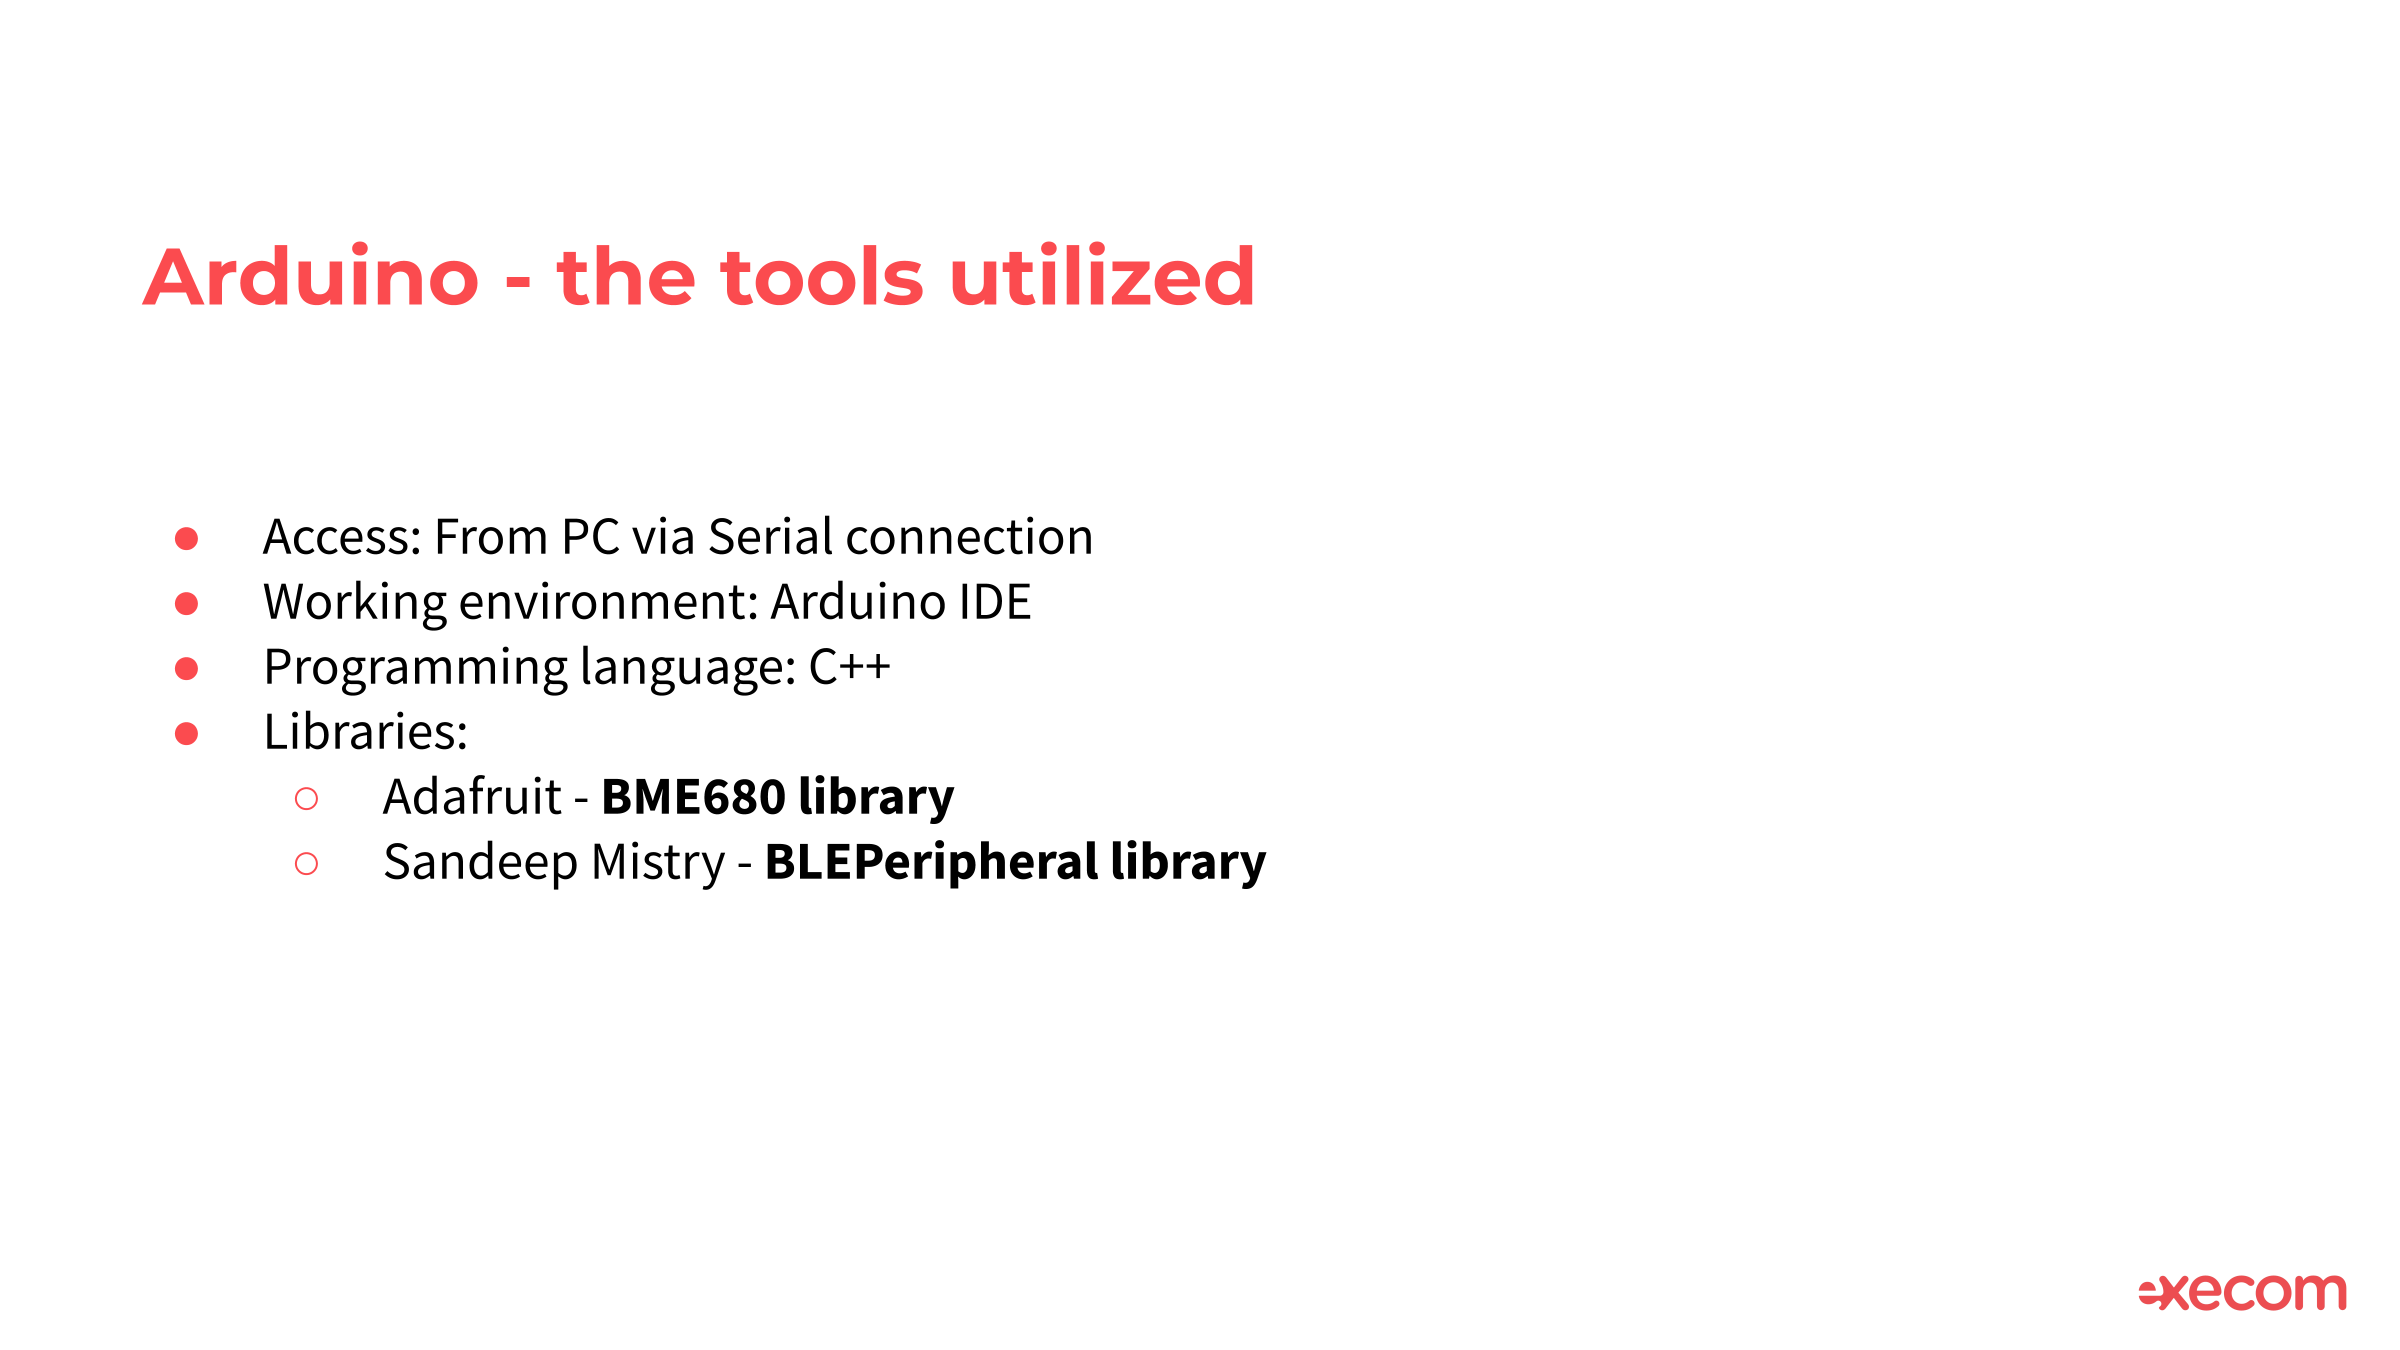 Arduino - the tools utilized
● Access: From PC via Serial connection
● Working environment: Arduino IDE
● Programming language: C++
● Libraries:
○ Adafruit - BME680 library
○ Sandeep Mistry - BLEPeripheral library
execom